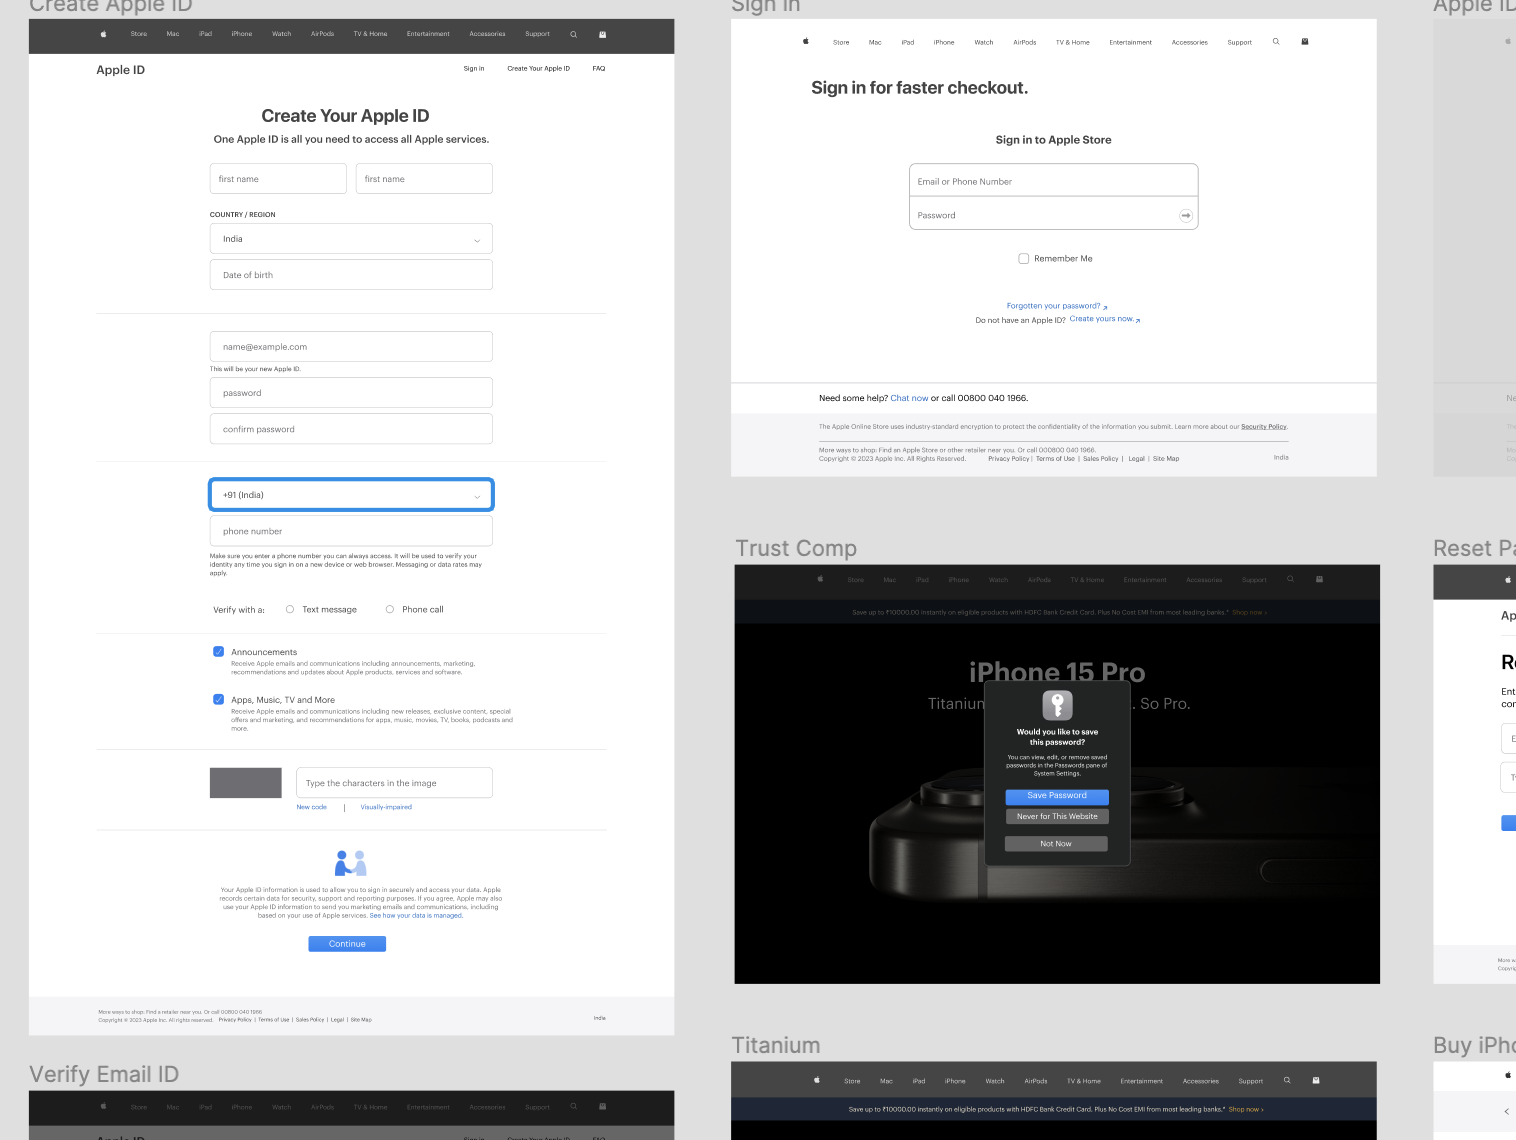 Create Apple ID
Store Mac iPad iPhone Watch AirPods TV & Home Entertainment Accessories Support
Apple ID
Sign in Create Your Apple ID FAQ
Create Your Apple ID
One Apple ID is all you need to access all Apple services.
first name first name
COUNTRY / REGION
India
Date of birth
name@example.com
This will be your new Apple ID.
password
confirm password
+91 (India)
phone number
Make sure you enter a phone number you can always access. It will be used to verify your
identity any time you sign in on a new device or web browser. Messaging or data rates may
apply.
Verify with a: Text message Phone call
Announcements
Receive Apple emails and communications including announcements, marketing,
recommendations and updates about Apple products, services and software.
Apps, Music, TV and More
Receive Apple emails and communications including new releases, exclusive content, special
offers and marketing, and recommendations for apps, music, movies, TV, books, podcasts and
more.
Type the characters in the image
New code | Visually-impaired
Your Apple ID information is used to allow you to sign in securely and access your data. Apple
records certain data for security, support and reporting purposes. If you agree, Apple may also
use your Apple ID information to send you marketing emails and communications, including
based on your use of Apple services. See how your data is managed.
Continue
More ways to shop: Find a retailer near you. Or call 00800 040 1966
Copyright © 2023 Apple Inc. All rights reserved. Privacy Policy | Terms of Use | Sales Policy | Legal | Site Map
India
Verify Email ID
Store Mac iPad iPhone Watch AirPods TV & Home Entertainment Accessories Support
Apple ID
Sign in Create Your Apple ID FAQ
Sign in
Store Mac iPad iPhone Watch AirPods TV & Home Entertainment Accessories Support
Sign in for faster checkout.
Sign in to Apple Store
Email or Phone Number
Password
Remember Me
Forgotten your password?
Do not have an Apple ID? Create yours now.
Need some help? Chat now or call 00800 040 1966.
The Apple Online Store uses industry-standard encryption to protect the confidentiality of the information you submit. Learn more about our Security Policy.
More ways to shop: Find an Apple Store or other retailer near you. Or call 000800 040 1966.
Copyright © 2023 Apple Inc. All Rights Reserved. Privacy Policy | Terms of Use | Sales Policy | Legal | Site Map
India
Trust Comp
Store Mac iPad iPhone Watch AirPods TV & Home Entertainment Accessories Support
Save up to ₹10000.00 instantly on eligible products with HDFC Bank Credit Card. Plus No Cost EMI from most leading banks.* Shop now >
iPhone 15 Pro
. So Pro.
Would you like to save
this password?
You can view, edit, or remove saved
passwords in the Passwords pane of
System Settings.
Save Password
Never for This Website
Not Now
Titanium
Store Mac iPad iPhone Watch AirPods TV & Home Entertainment Accessories Support
Save up to ₹10000.00 instantly on eligible products with HDFC Bank Credit Card. Plus No Cost EMI from most leading banks.* Shop now >
Apple ID
Reset
Buy